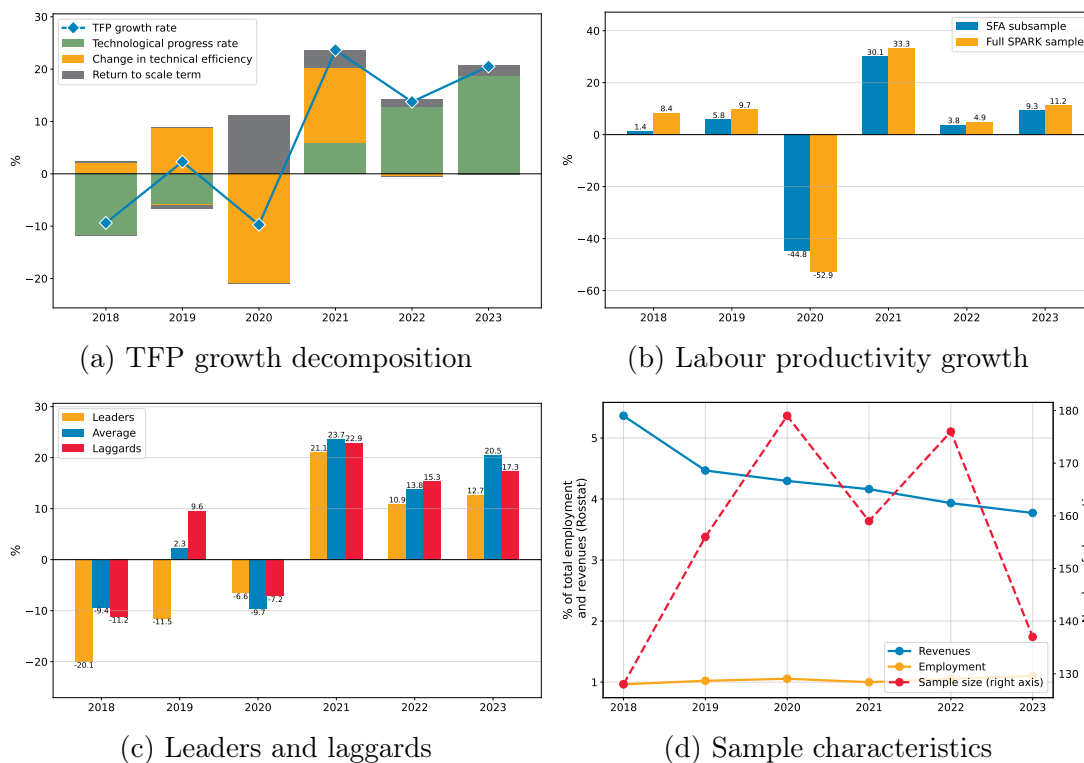 TFP growth rate
Technological progress rate
Change in technical efficiency
Return to scale term
30
20
10
0
−10
−20
%
2018 2019 2020 2021 2022 2023
(a) TFP growth decomposition
SFA subsample
Full SPARK sample
40
20
0
−20
−40
−60
%
1.4 8.4 5.8 9.7 -44.8 -52.9 30.1 33.3 3.8 4.9 9.3 11.2
2018 2019 2020 2021 2022 2023
(b) Labour productivity growth
Leaders
Average
Laggards
30
20
10
0
−10
−20
%
-20.1 -9.4 -11.2 -11.5 2.3 9.6 -6.6 -9.7 -7.2 21.1 23.7 22.9 10.9 13.8 15.3 12.7 20.5 17.3
2018 2019 2020 2021 2022 2023
(c) Leaders and laggards
% of total employment
and revenues (Rosstat)
5
4
3
2
1
180
170
160
150
140
130
Revenues
Employment
Sample size (right axis)
2018 2019 2020 2021 2022 2023
(d) Sample characteristics